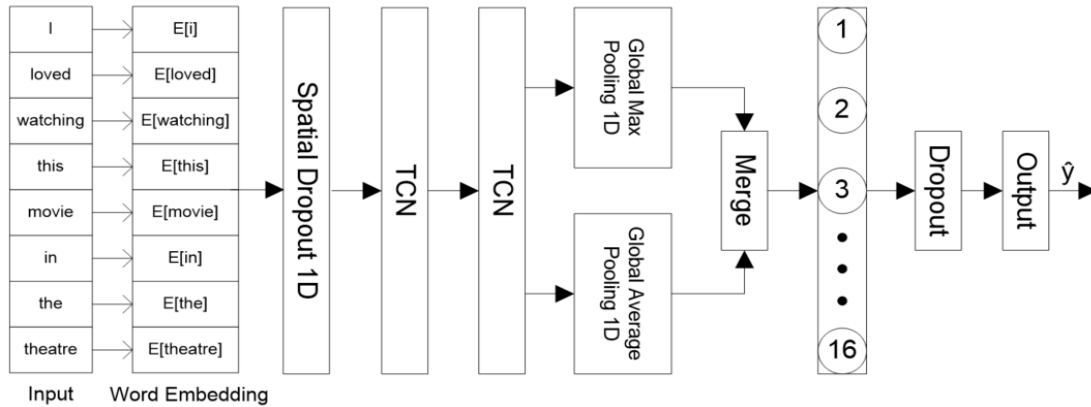 I
E[i]
loved
E[loved]
watching
E[watching]
this
E[this]
movie
E[movie]
in
E[in]
the
E[the]
theatre
E[theatre]
Input
Word Embedding
Spatial Dropout 1D
TCN
TCN
Global Max
Pooling 1D
Global Average
Pooling 1D
Merge
1
2
3
16
Dropout
Output
ŷ